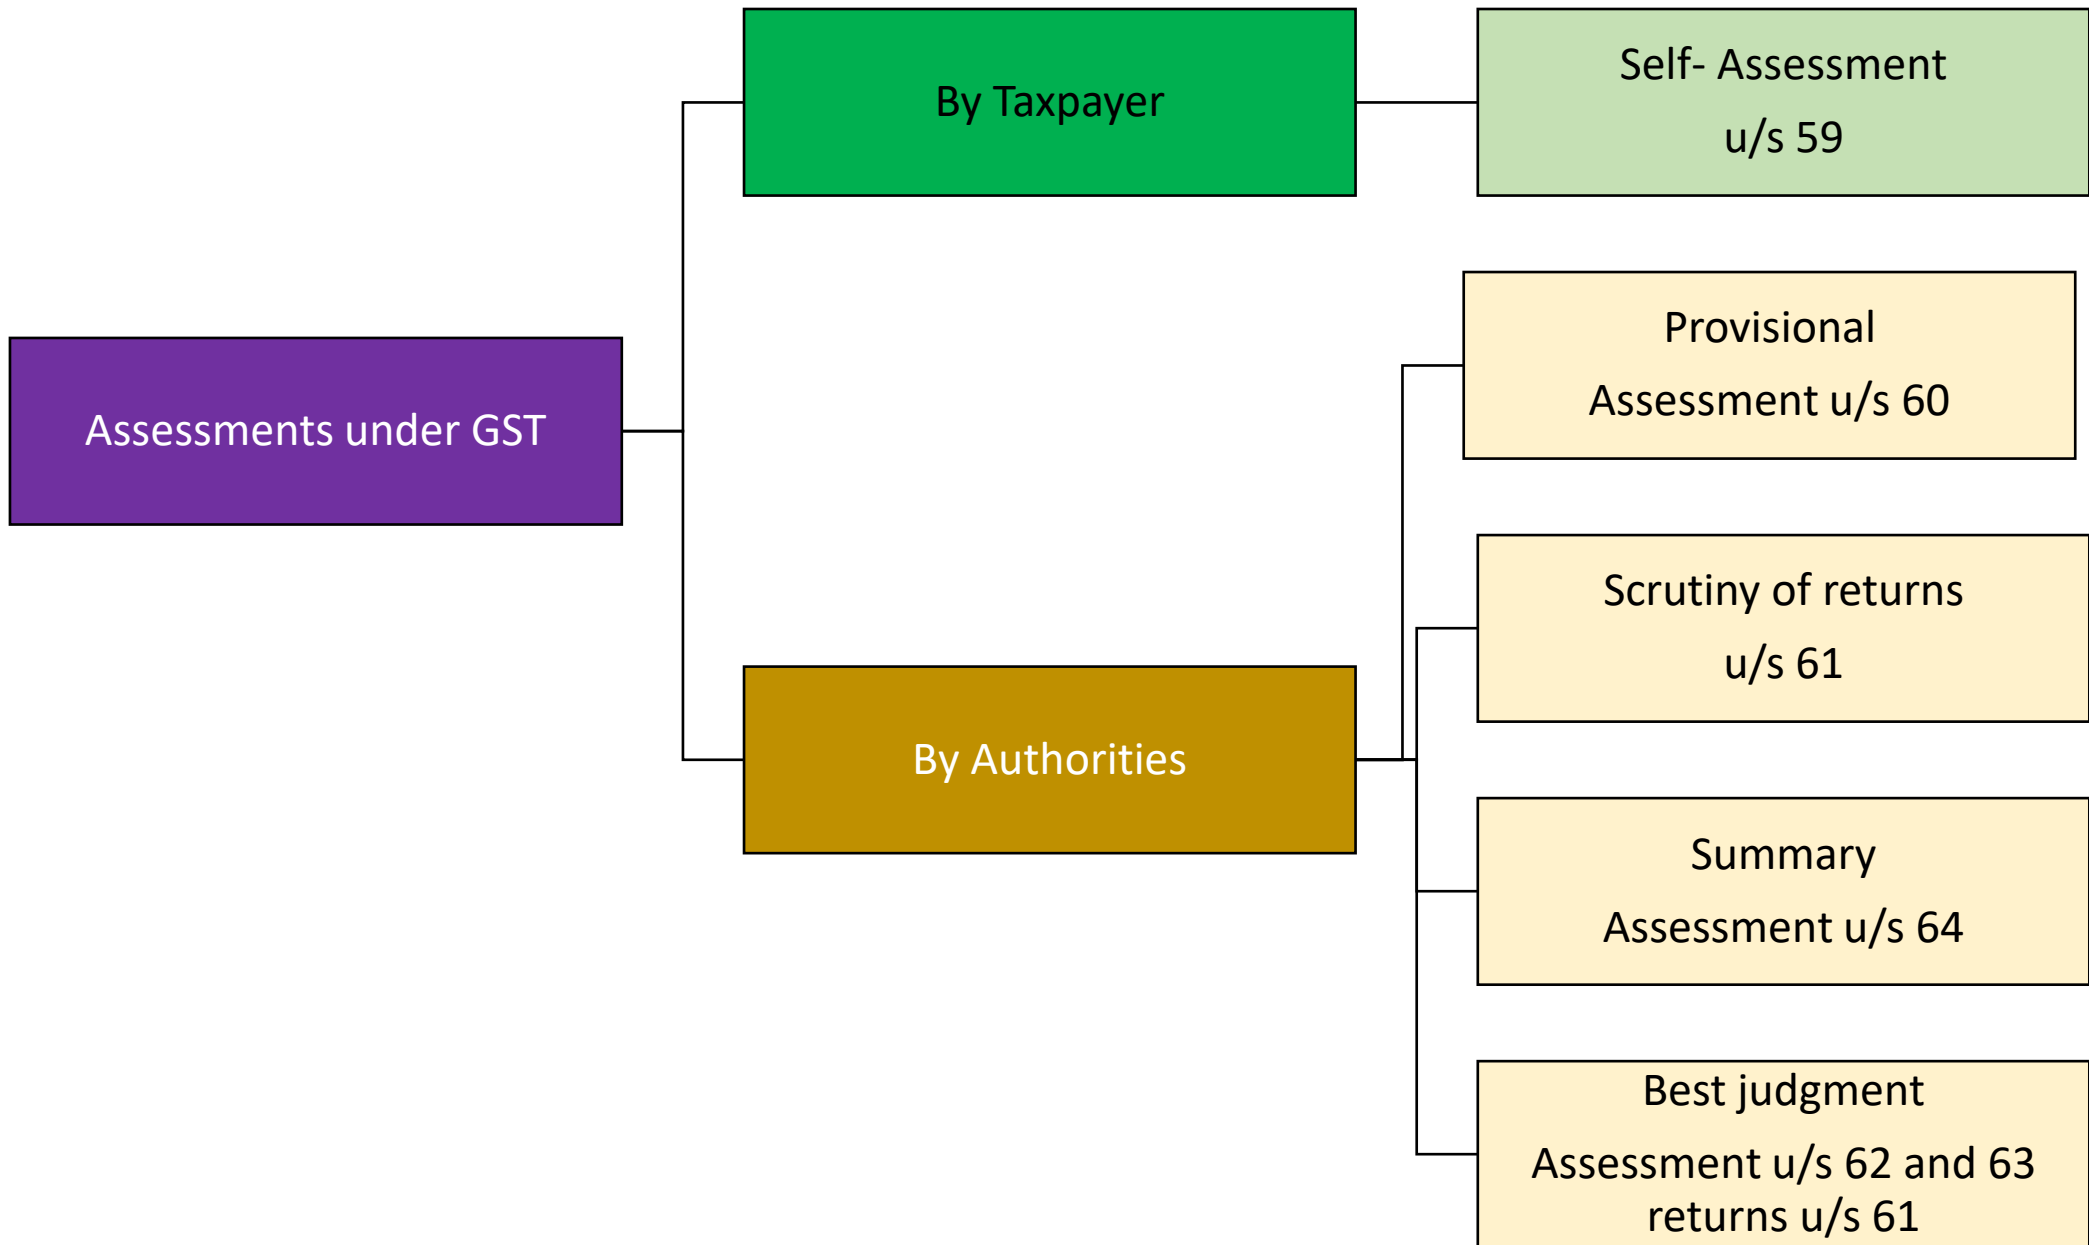 By Taxpayer
Self- Assessment
u/s 59
Assessments under GST
Provisional
Assessment u/s 60
Scrutiny of returns
u/s 61
By Authorities
Summary
Assessment u/s 64
Best judgment
Assessment u/s 62 and 63
returns u/s 61